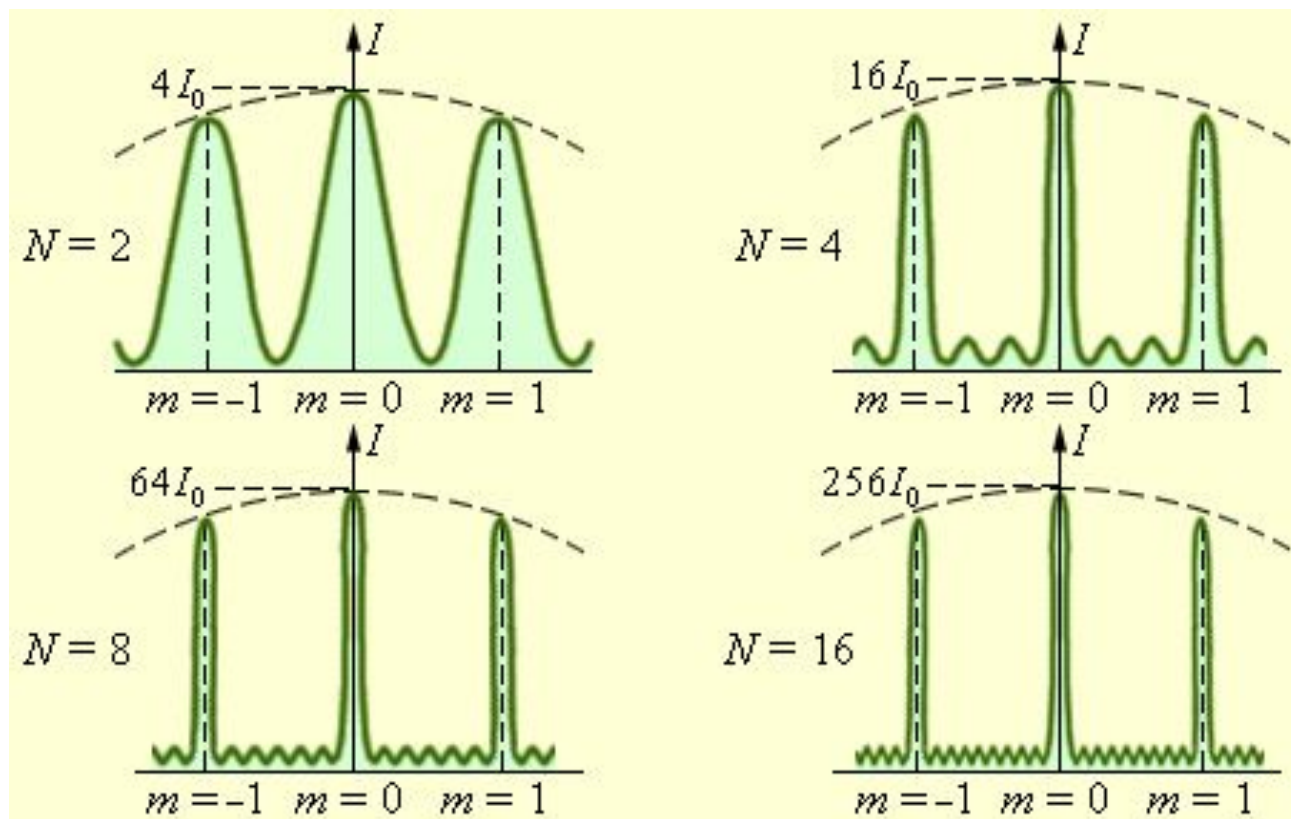 I
4I₀
N = 2
m = -1 m = 0 m = 1
I
16I₀
N = 4
m = -1 m = 0 m = 1
I
64I₀
N = 8
m = -1 m = 0 m = 1
I
256I₀
N = 16
m = -1 m = 0 m = 1